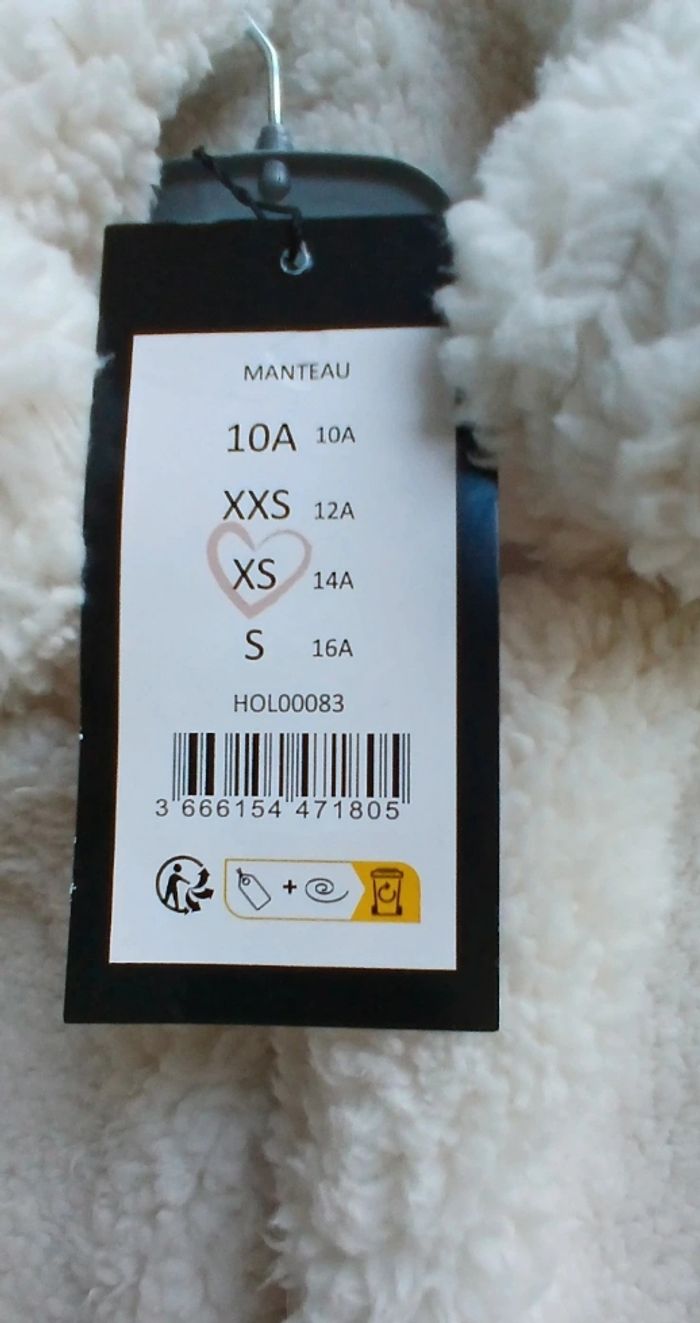 MANTEAU
10A 10A
XXS 12A
XS 14A
S 16A
HOL00083
3 666154 471805